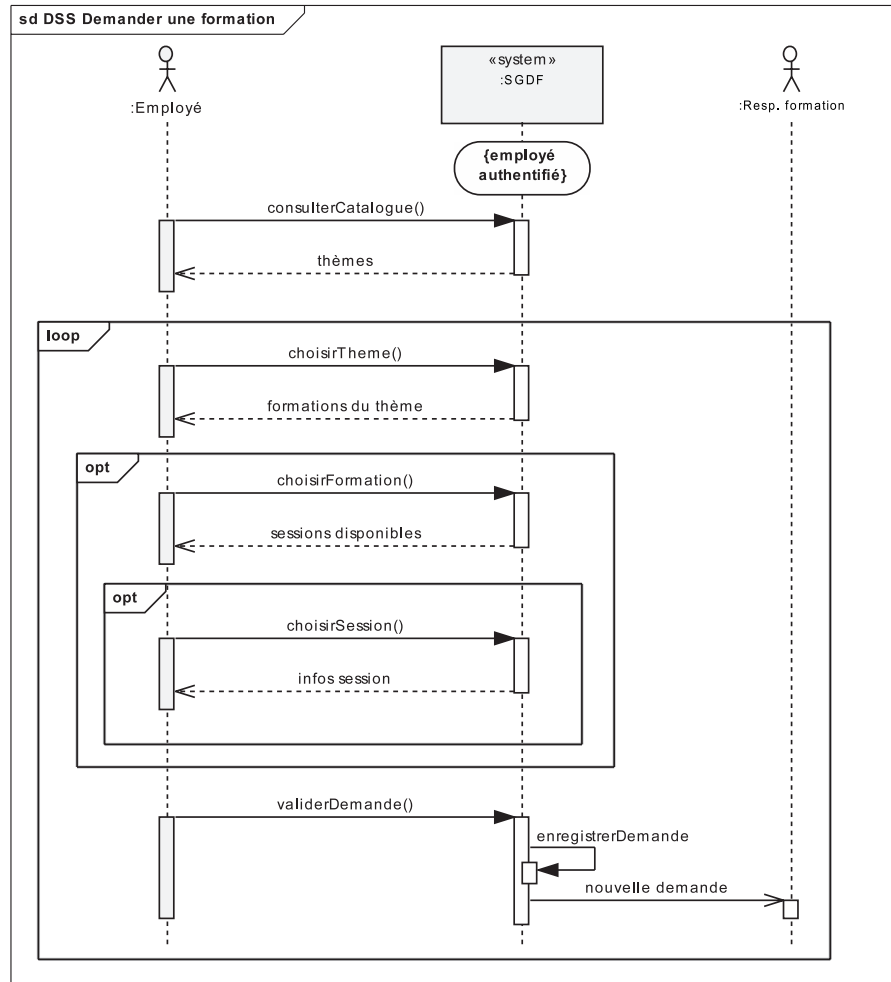 sd DSS Demander une formation
«system»
:SGDF
:Employé
:Resp. formation
{employé
authentifié}
consulterCatalogue()
thèmes
loop
choisirTheme()
formations du thème
opt
choisirFormation()
sessions disponibles
opt
choisirSession()
infos session
validerDemande()
enregistrerDemande
nouvelle demande